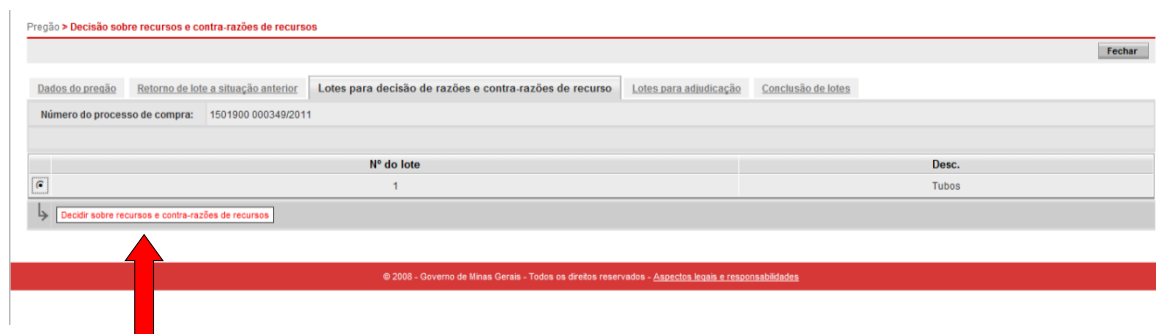 Pregão > Decisão sobre recursos e contra-razões de recursos
Fechar
Dados do pregão Retorno de lote a situação anterior Lotes para decisão de razões e contra-razões de recurso Lotes para adjudicação Conclusão de lotes
Número do processo de compra: 1501900 000349/2011
Nº do lote Desc.
1 Tubos
Decidir sobre recursos e contra-razões de recursos
© 2008 - Governo de Minas Gerais - Todos os direitos reservados - Aspectos legais e responsabilidades